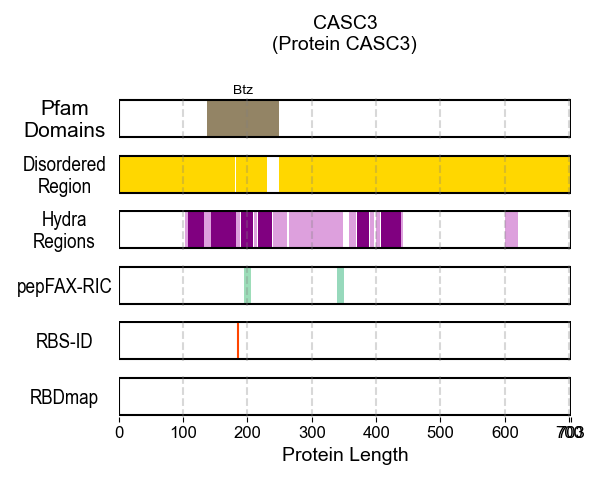 CASC3
(Protein CASC3)
Btz
Pfam
Domains
Disordered
Region
Hydra
Regions
pepFAX-RIC
RBS-ID
RBDmap
0 100 200 300 400 500 600 700 703
Protein Length